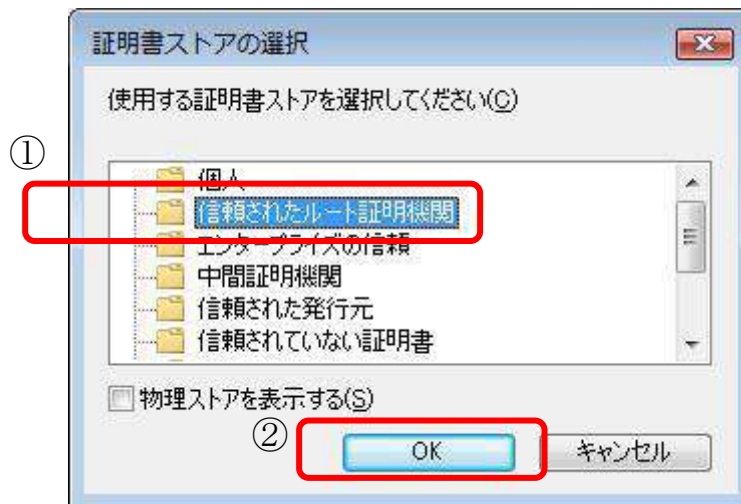 証明書ストアの選択
使用する証明書ストアを選択してください(C)
①
個人
信頼されたルート証明機関
エンタープライズの信頼
中間証明機関
信頼された発行元
信頼されていない証明書
物理ストアを表示する(S)
②
OK
キャンセル